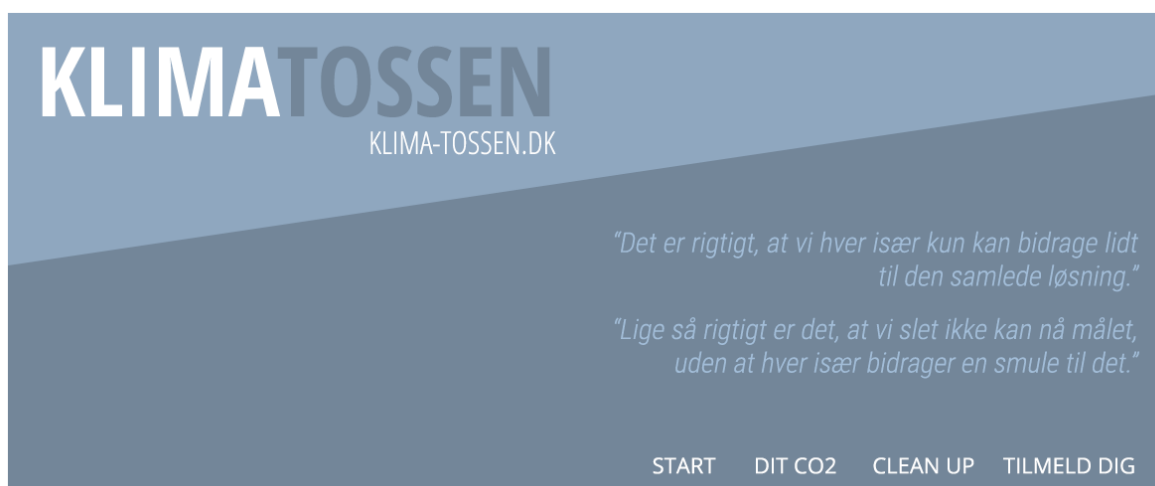 KLIMATOSSEN
KLIMA-TOSSEN.DK
"Det er rigtigt, at vi hver især kun kan bidrage lidt
til den samlede løsning."
"Lige så rigtigt er det, at vi slet ikke kan nå målet,
uden at hver især bidrager en smule til det."
START DIT CO2 CLEAN UP TILMELD DIG